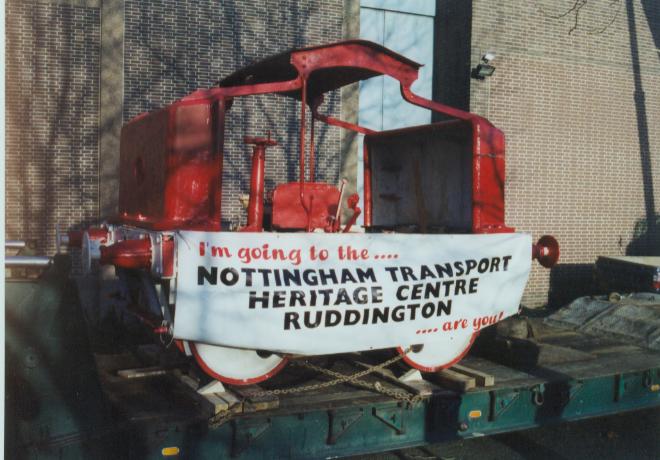 i'm going to the ....
NOTTINGHAM TRANSPORT
HERITAGE CENTRE
RUDDINGTON
.... are you!